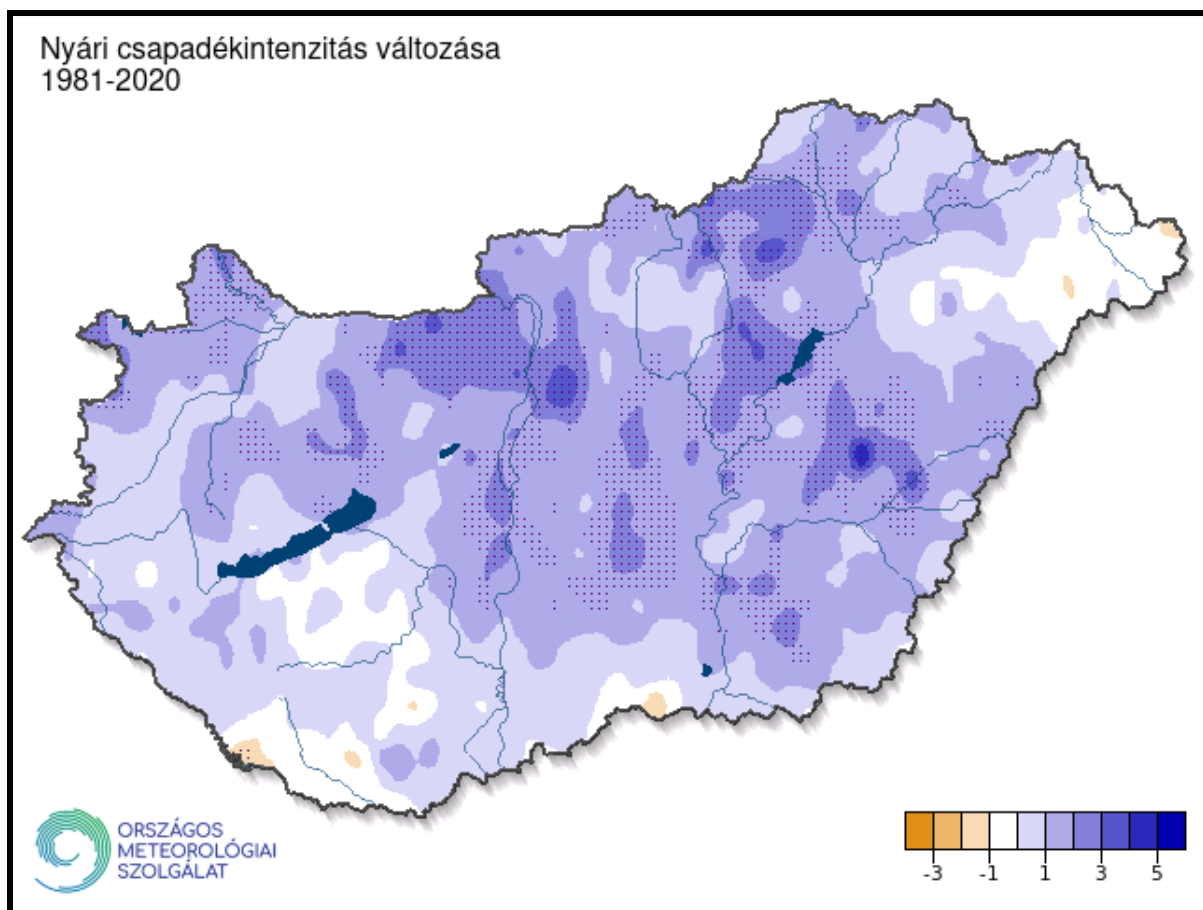 Nyári csapadékintenzitás változása
1981-2020
ORSZÁGOS
METEOROLÓGIAI
SZOLGÁLAT
-3 -1 1 3 5